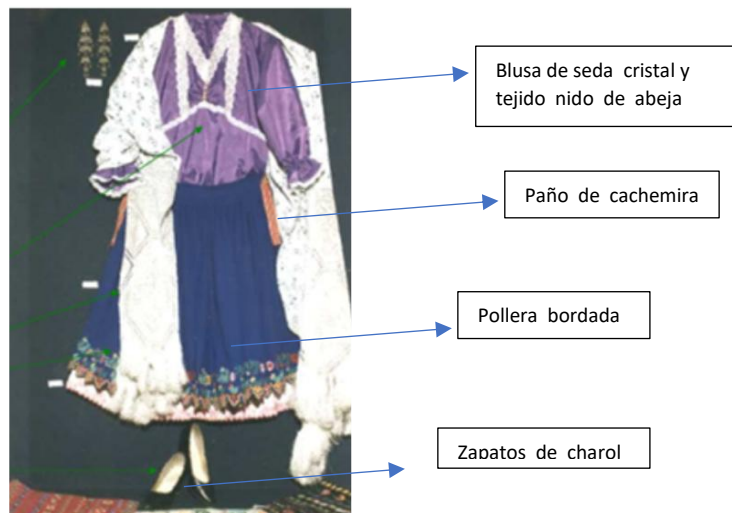 Blusa de seda cristal y
tejido nido de abeja
Paño de cachemira
Pollera bordada
Zapatos de charol